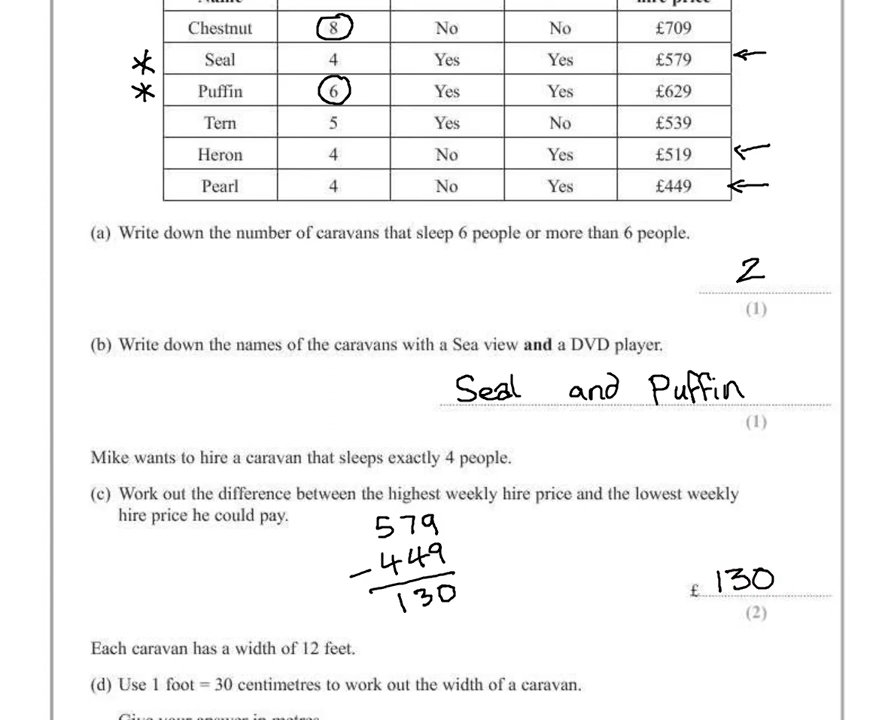 Name hire price
Chestnut 8 No No £709
* Seal 4 Yes Yes £579
* Puffin 6 Yes Yes £629
Tern 5 Yes No £539
Heron 4 No Yes £519
Pearl 4 No Yes £449
(a) Write down the number of caravans that sleep 6 people or more than 6 people.
2
(1)
(b) Write down the names of the caravans with a Sea view and a DVD player.
Seal and Puffin
(1)
Mike wants to hire a caravan that sleeps exactly 4 people.
(c) Work out the difference between the highest weekly hire price and the lowest weekly
hire price he could pay.
579
- 449
130
£ 130
(2)
Each caravan has a width of 12 feet.
(d) Use 1 foot = 30 centimetres to work out the width of a caravan.
Give your answer in metres.